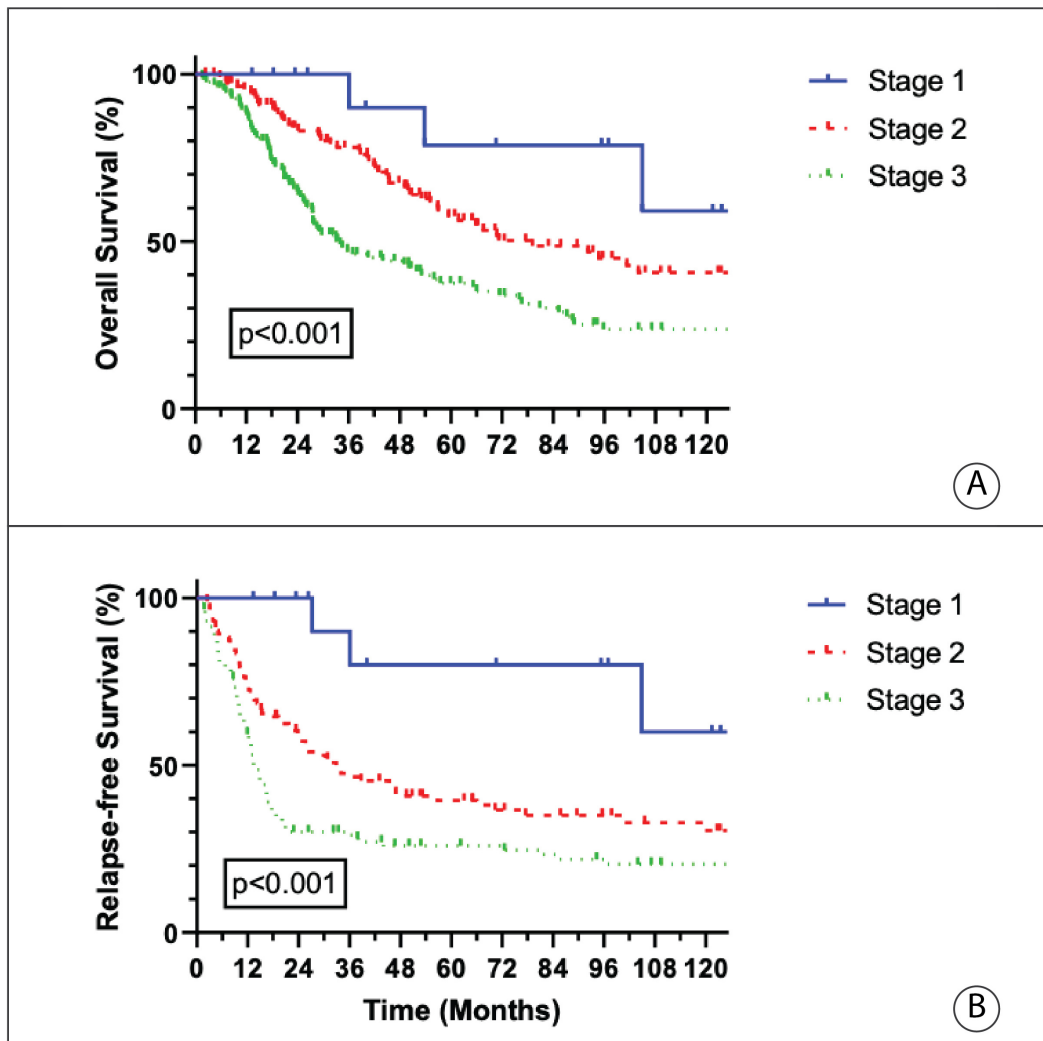 Overall Survival (%)
100
50
0
0 12 24 36 48 60 72 84 96 108 120
p<0.001
Stage 1
Stage 2
Stage 3
A
Relapse-free Survival (%)
100
50
0
0 12 24 36 48 60 72 84 96 108 120
Time (Months)
p<0.001
Stage 1
Stage 2
Stage 3
B